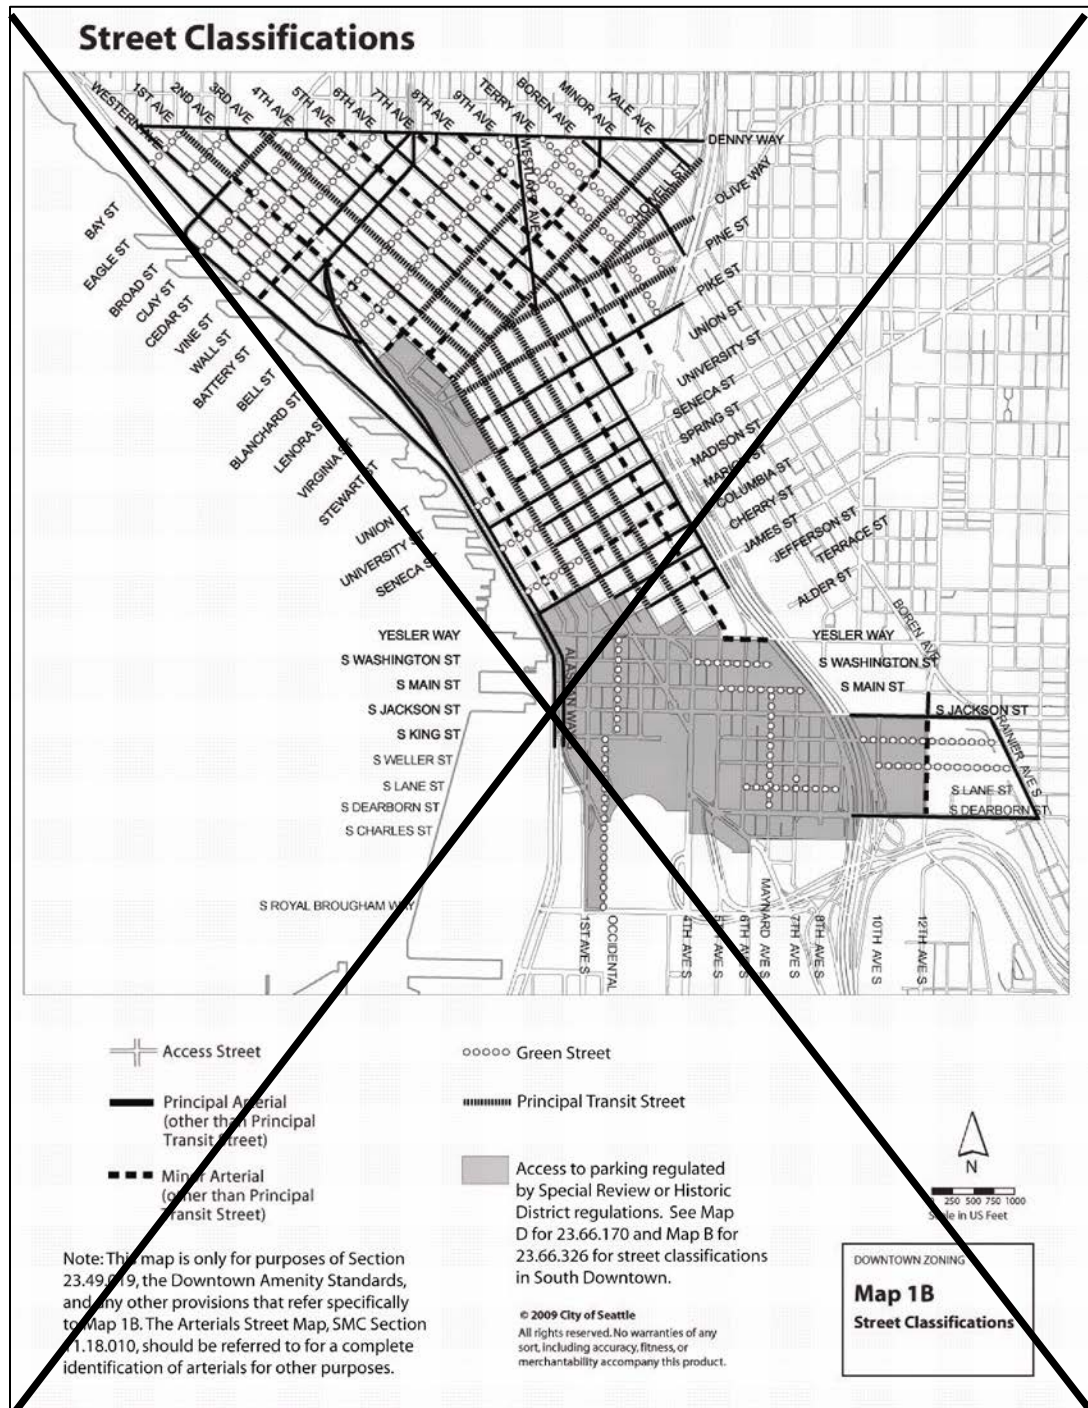 Street Classifications
WESTERN AVE
1ST AVE
2ND AVE
3RD AVE
4TH AVE
5TH AVE
6TH AVE
7TH AVE
8TH AVE
9TH AVE
TERRY AVE
BOREN AVE
MINOR AVE
YALE AVE
DENNY WAY
WESTLAKE AVE
HOWELL ST
OLIVE WAY
PINE ST
PIKE ST
UNION ST
UNIVERSITY ST
SENECA ST
SPRING ST
MADISON ST
MARION ST
COLUMBIA ST
CHERRY ST
JAMES ST
JEFFERSON ST
TERRACE ST
ALDER ST
BAY ST
EAGLE ST
BROAD ST
CLAY ST
CEDAR ST
VINE ST
WALL ST
BATTERY ST
BELL ST
BLANCHARD ST
LENORA ST
VIRGINIA ST
STEWART ST
UNION ST
UNIVERSITY ST
SENECA ST
YESLER WAY
S WASHINGTON ST
S MAIN ST
S JACKSON ST
S KING ST
S WELLER ST
S LANE ST
S DEARBORN ST
S CHARLES ST
S ROYAL BROUGHAM WAY
ALASKAN WAY S
BOREN AVE
YESLER WAY
S WASHINGTON ST
S MAIN ST
S JACKSON ST
RAINIER AVE S
S LANE ST
S DEARBORN ST
1ST AVE S
OCCIDENTAL
4TH AVE S
5TH AVE S
6TH AVE S
MAYNARD AVE S
7TH AVE S
8TH AVE S
10TH AVE S
12TH AVE S
Access Street
Principal Arterial
(other than Principal
Transit Street)
Minor Arterial
(other than Principal
Transit Street)
Green Street
Principal Transit Street
Access to parking regulated
by Special Review or Historic
District regulations. See Map
D for 23.66.170 and Map B for
23.66.326 for street classifications
in South Downtown.
N
0 250 500 750 1000
Scale in US Feet
Note: This map is only for purposes of Section
23.49.019, the Downtown Amenity Standards,
and any other provisions that refer specifically
to Map 1B. The Arterials Street Map, SMC Section
11.18.010, should be referred to for a complete
identification of arterials for other purposes.
© 2009 City of Seattle
All rights reserved. No warranties of any
sort, including accuracy, fitness, or
merchantability accompany this product.
DOWNTOWN ZONING
Map 1B
Street Classifications